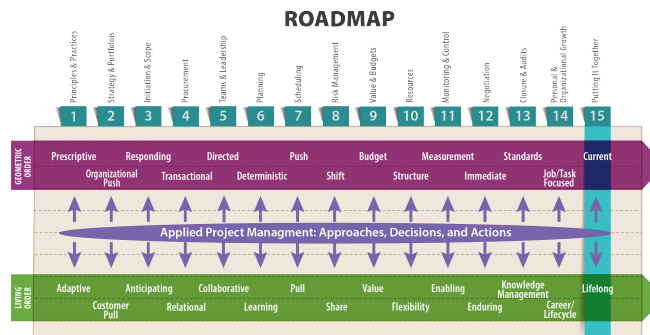 ROADMAP
Principles & Practices
Strategy & Portfolois
Initiation & Scope
Procurement
Teams & Leadership
Planning
Scheduling
Risk Management
Value & Budgets
Resources
Monitoring & Control
Negotiation
Closure & Audits
Personal &
Organizational Growth
Putting It Together
1 2 3 4 5 6 7 8 9 10 11 12 13 14 15
GEOMETRIC
ORDER
Prescriptive Responding Directed Push Budget Measurement Standards Current
Organizational
Push
Transactional Deterministic Shift Structure Immediate
Job/Task
Focused
Applied Project Managment: Approaches, Decisions, and Actions
LIVING
ORDER
Adaptive Anticipating Collaborative Pull Value Enabling
Knowledge
Management
Lifelong
Customer
Pull
Relational Learning Share Flexibility Enduring
Career/
Lifecycle